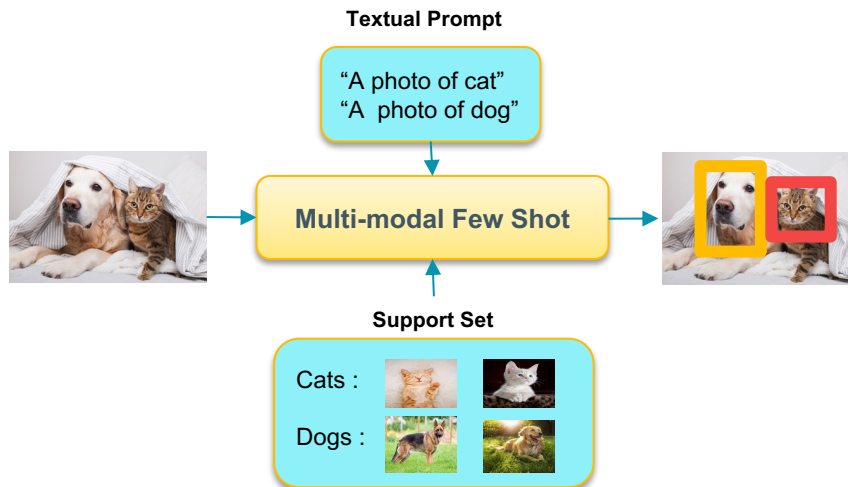 Textual Prompt
“A photo of cat”
“A  photo of dog”
Multi-modal Few Shot
Support Set
Cats :
Dogs :